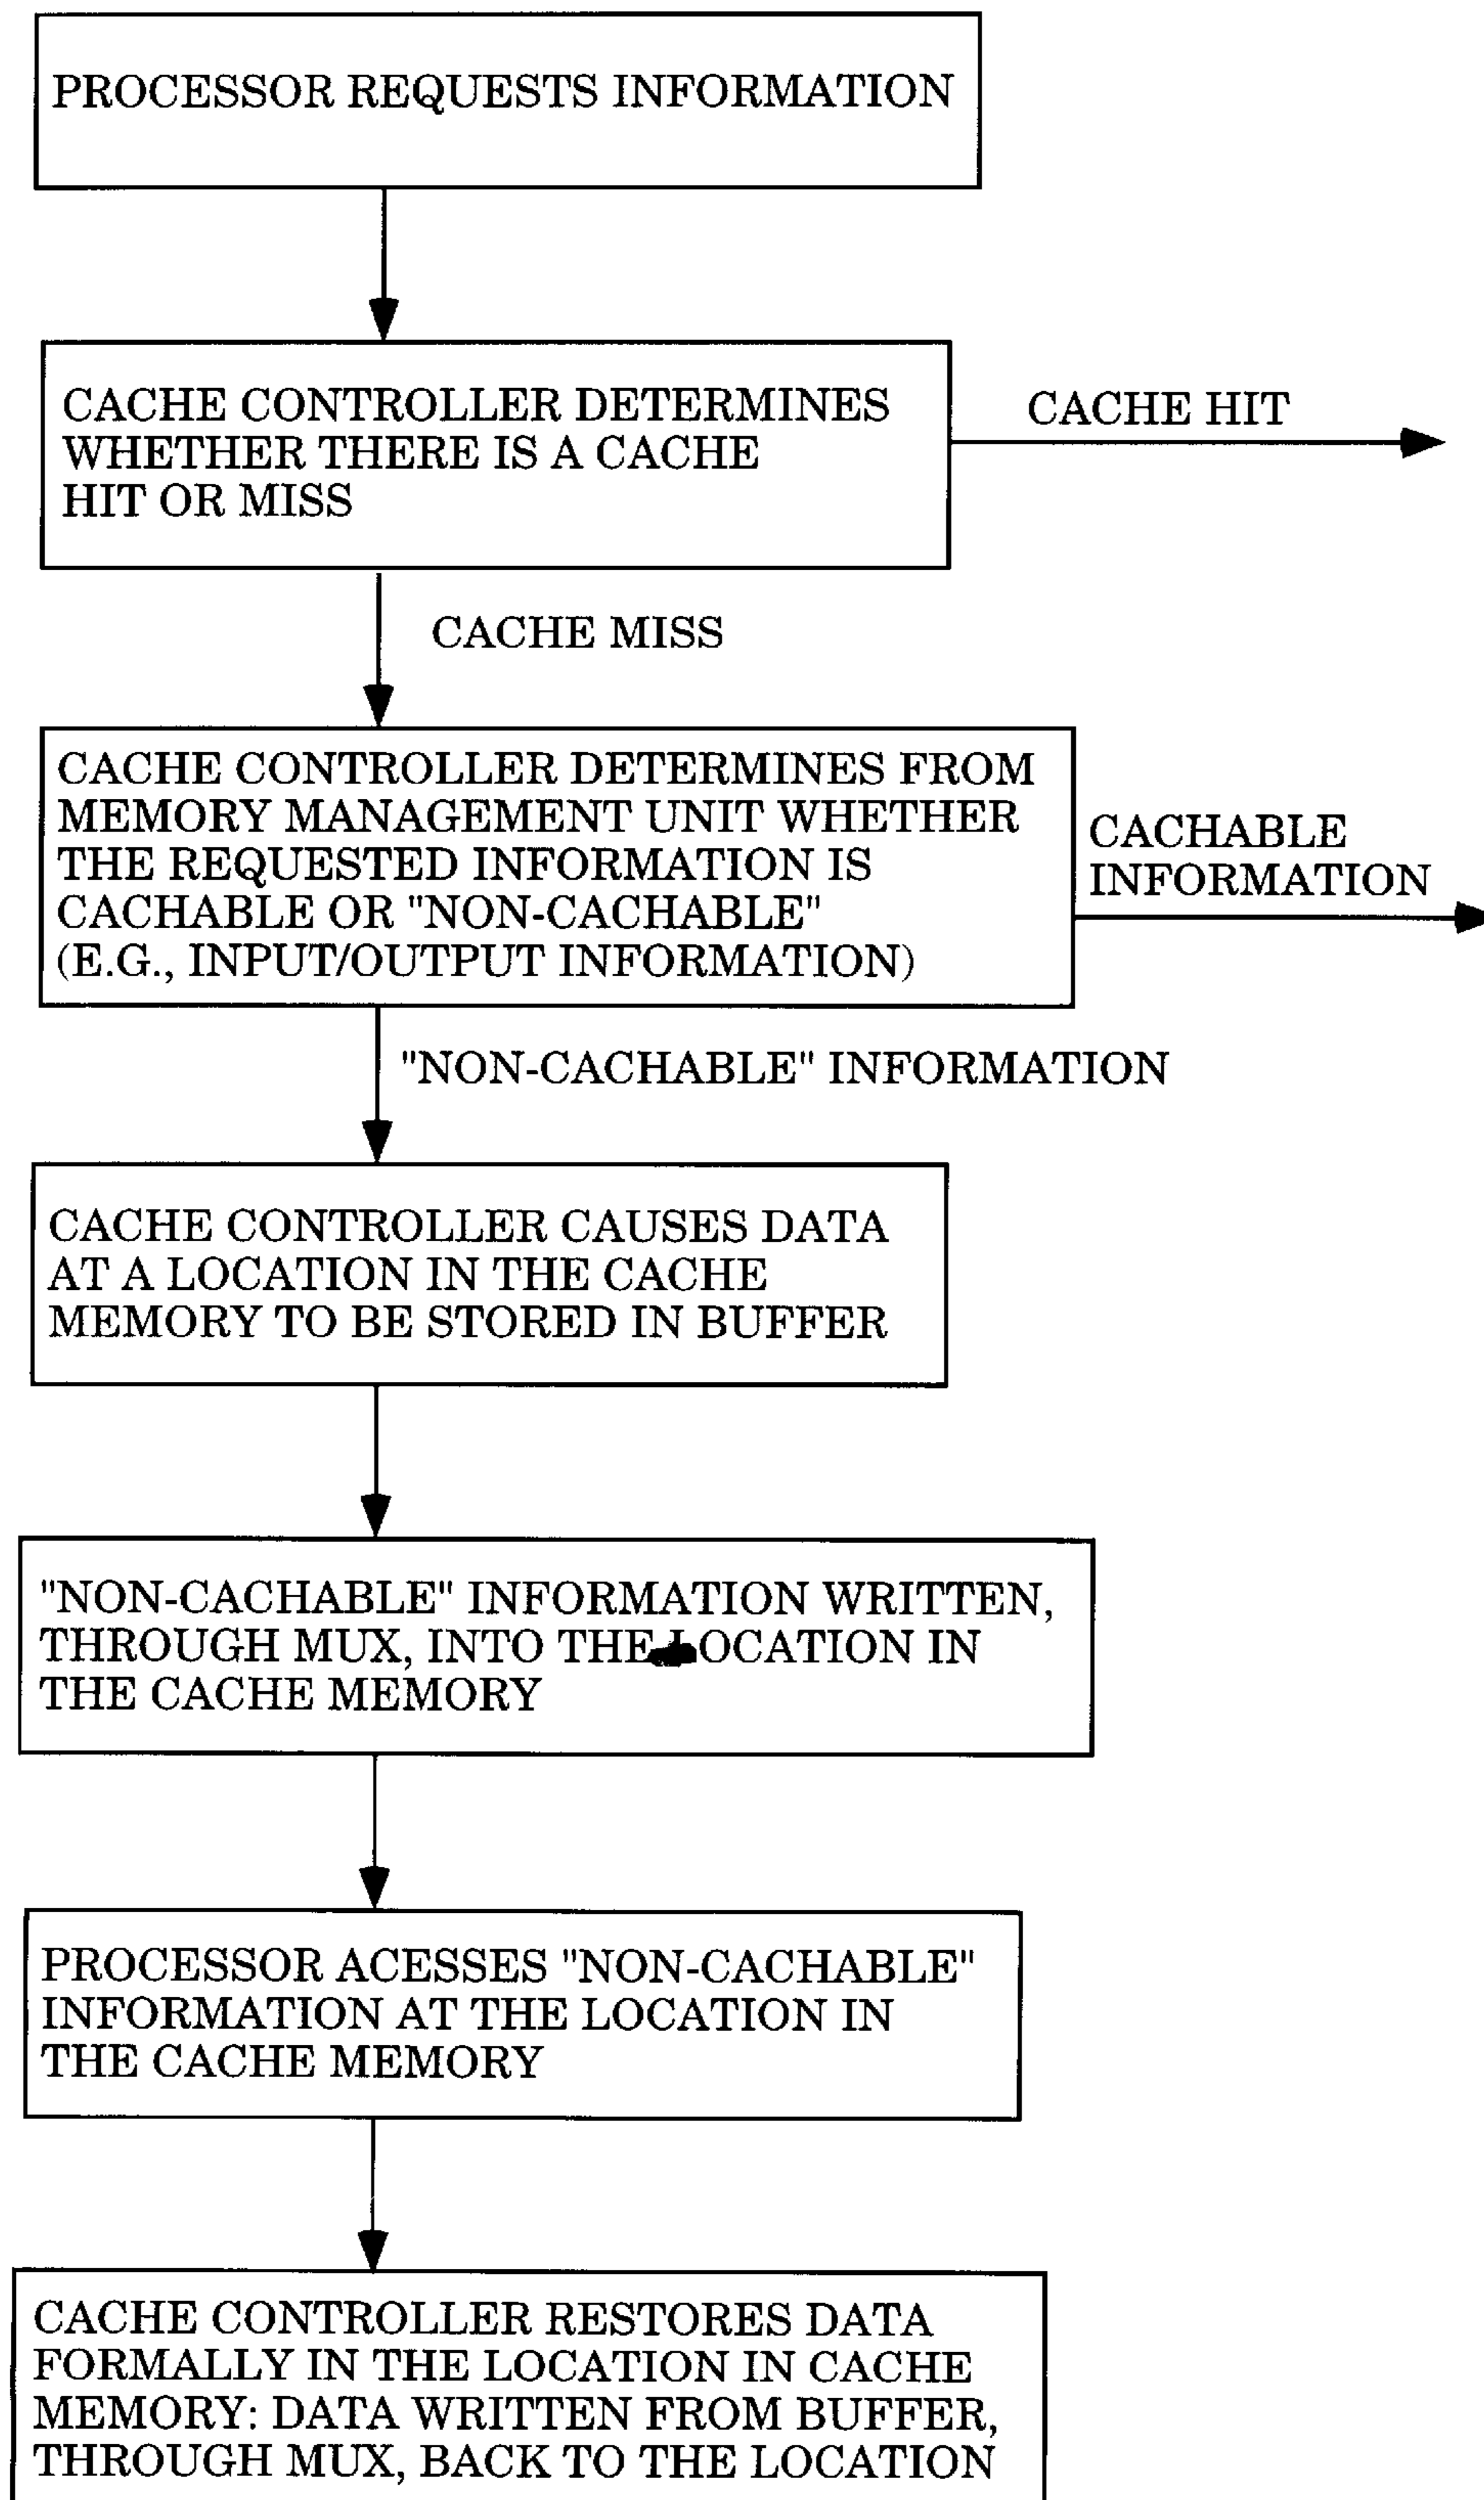 PROCESSOR REQUESTS INFORMATION
CACHE CONTROLLER DETERMINES
WHETHER THERE IS A CACHE
HIT OR MISS
CACHE HIT
CACHE MISS
CACHE CONTROLLER DETERMINES FROM
MEMORY MANAGEMENT UNIT WHETHER
THE REQUESTED INFORMATION IS
CACHABLE OR "NON-CACHABLE"
(E.G., INPUT/OUTPUT INFORMATION)
CACHABLE
INFORMATION
"NON-CACHABLE" INFORMATION
CACHE CONTROLLER CAUSES DATA
AT A LOCATION IN THE CACHE
MEMORY TO BE STORED IN BUFFER
"NON-CACHABLE" INFORMATION WRITTEN,
THROUGH MUX, INTO THE LOCATION IN
THE CACHE MEMORY
PROCESSOR ACESSES "NON-CACHABLE"
INFORMATION AT THE LOCATION IN
THE CACHE MEMORY
CACHE CONTROLLER RESTORES DATA
FORMALLY IN THE LOCATION IN CACHE
MEMORY: DATA WRITTEN FROM BUFFER,
THROUGH MUX, BACK TO THE LOCATION